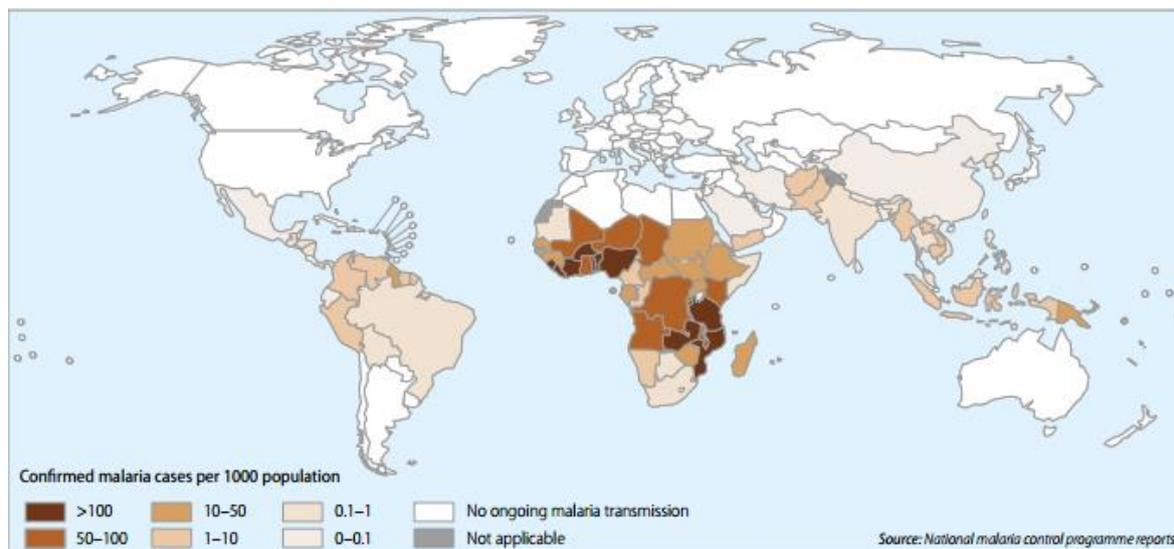 Confirmed malaria cases per 1000 population
>100
10–50
0.1–1
No ongoing malaria transmission
50–100
1–10
0–0.1
Not applicable
Source: National malaria control programme reports